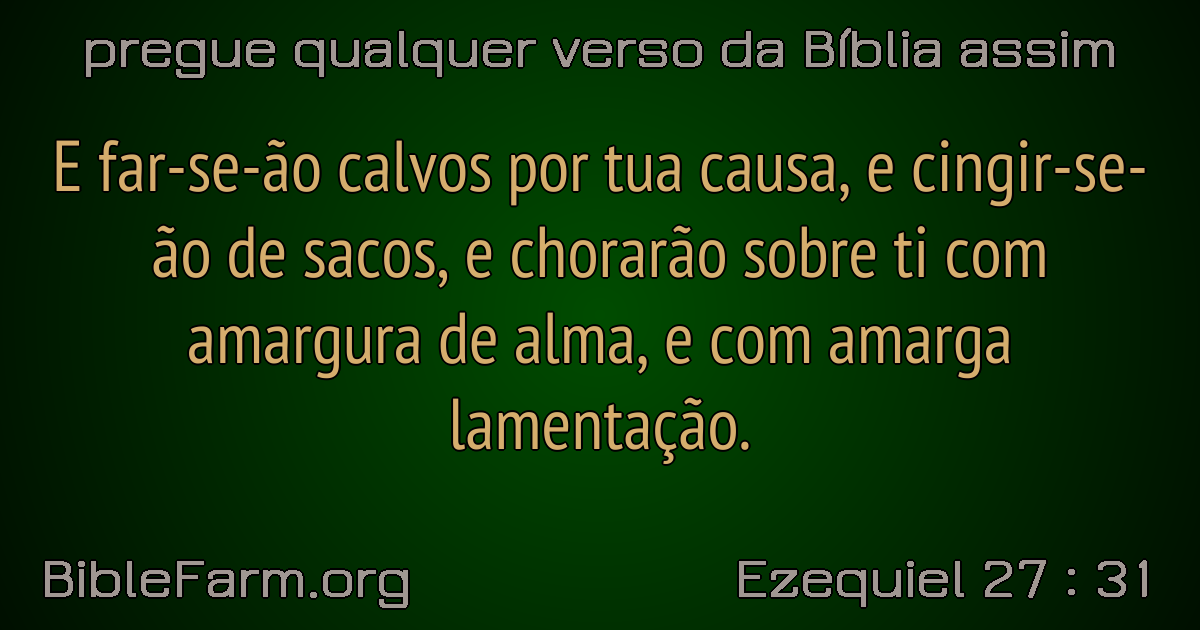 pregue qualquer verso da Bíblia assim
E far-se-ão calvos por tua causa, e cingir-se-
ão de sacos, e chorarão sobre ti com
amargura de alma, e com amarga
lamentação.
BibleFarm.org
Ezequiel 27 : 31